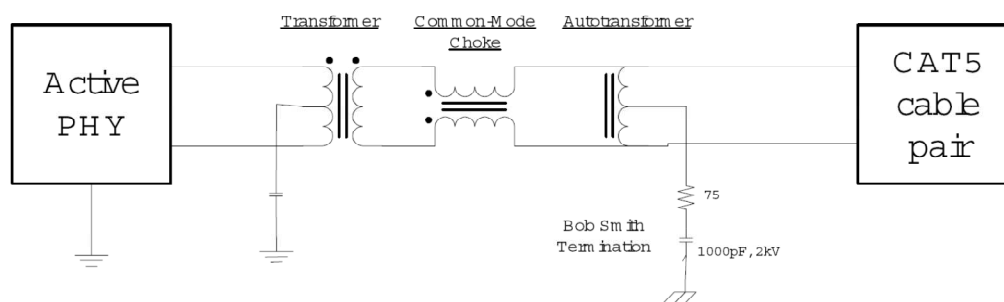 Transformer
Common-Mode
Choke
Autotransformer
Active
PHY
CAT5
cable
pair
75
Bob Smith
Termination
1000pF,2kV